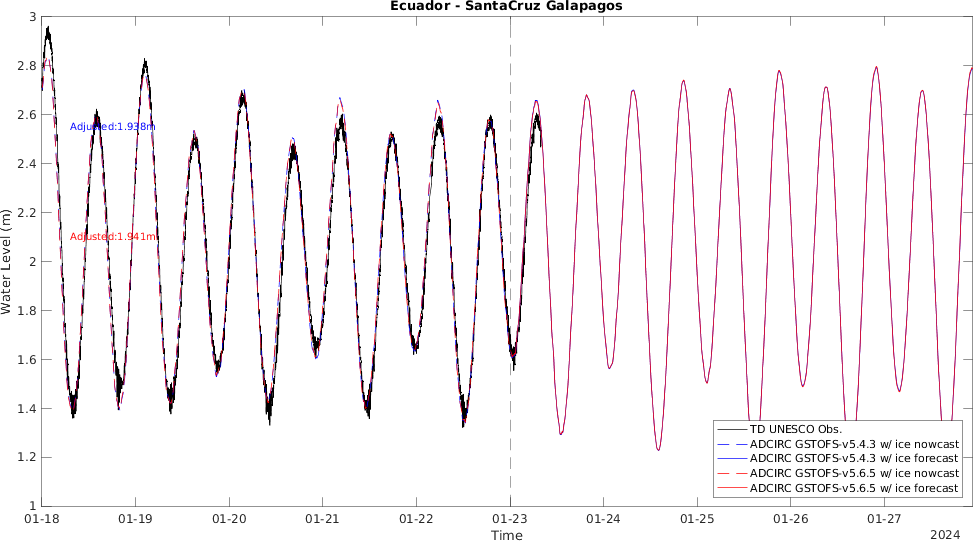 Ecuador - SantaCruz Galapagos
3
2.8
2.6
2.4
2.2
2
1.8
1.6
1.4
1.2
1
Water Level (m)
Adjusted:1.938m
Adjusted:1.941m
TD UNESCO Obs.
ADCIRC GSTOFS-v5.4.3 w/ ice nowcast
ADCIRC GSTOFS-v5.4.3 w/ ice forecast
ADCIRC GSTOFS-v5.6.5 w/ ice nowcast
ADCIRC GSTOFS-v5.6.5 w/ ice forecast
01-18 01-19 01-20 01-21 01-22 01-23 01-24 01-25 01-26 01-27
Time
2024